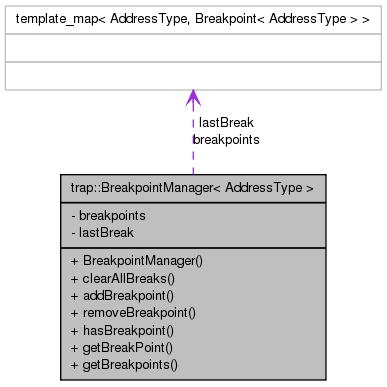 template_map< AddressType, Breakpoint< AddressType > >
lastBreak
breakpoints
trap::BreakpointManager< AddressType >
- breakpoints
- lastBreak
+ BreakpointManager()
+ clearAllBreaks()
+ addBreakpoint()
+ removeBreakpoint()
+ hasBreakpoint()
+ getBreakPoint()
+ getBreakpoints()